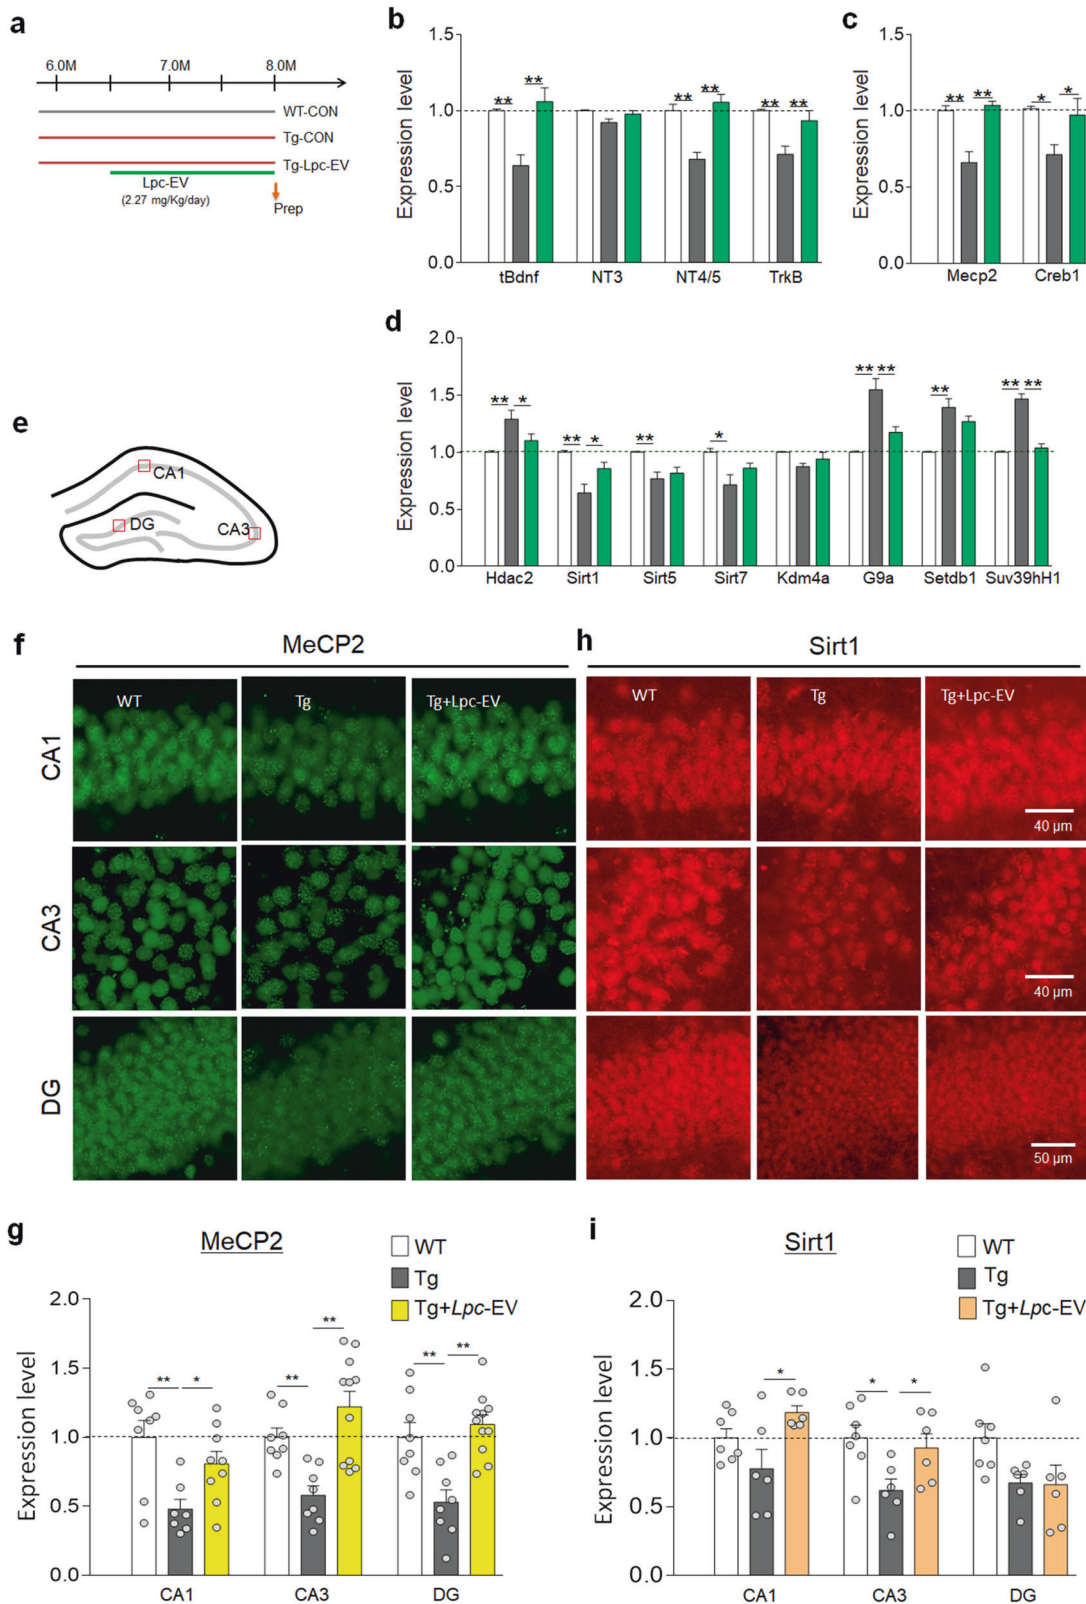 a
6.0M 7.0M 8.0M
WT-CON
Tg-CON
Tg-Lpc-EV
Lpc-EV
(2.27 mg/Kg/day)
Prep
b
Expression level
1.5
1.0
0.5
0.0
** ** ** ** ** **
tBdnf NT3 NT4/5 TrkB
c
Expression level
1.5
1.0
0.5
0.0
** ** * *
Mecp2 Creb1
d
Expression level
2.0
1.5
1.0
0.5
0.0
** * ** * ** * ** ** ** ** **
Hdac2 Sirt1 Sirt5 Sirt7 Kdm4a G9a Setdb1 Suv39hH1
e
CA1
DG
CA3
f
MeCP2
WT Tg Tg+Lpc-EV
CA1
CA3
DG
h
Sirt1
WT Tg Tg+Lpc-EV
40 µm
40 µm
50 µm
g
MeCP2
WT
Tg
Tg+Lpc-EV
Expression level
2.0
1.5
1.0
0.5
0.0
** * ** ** ** **
CA1 CA3 DG
i
Sirt1
WT
Tg
Tg+Lpc-EV
Expression level
2.0
1.5
1.0
0.5
0.0
* * *
CA1 CA3 DG